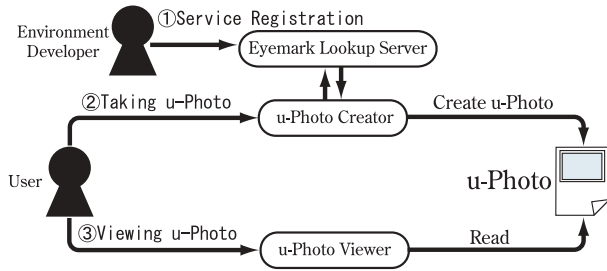 Environment
Developer
①Service Registration
Eyemark Lookup Server
②Taking u-Photo
u-Photo Creator
Create u-Photo
User
u-Photo
③Viewing u-Photo
u-Photo Viewer
Read